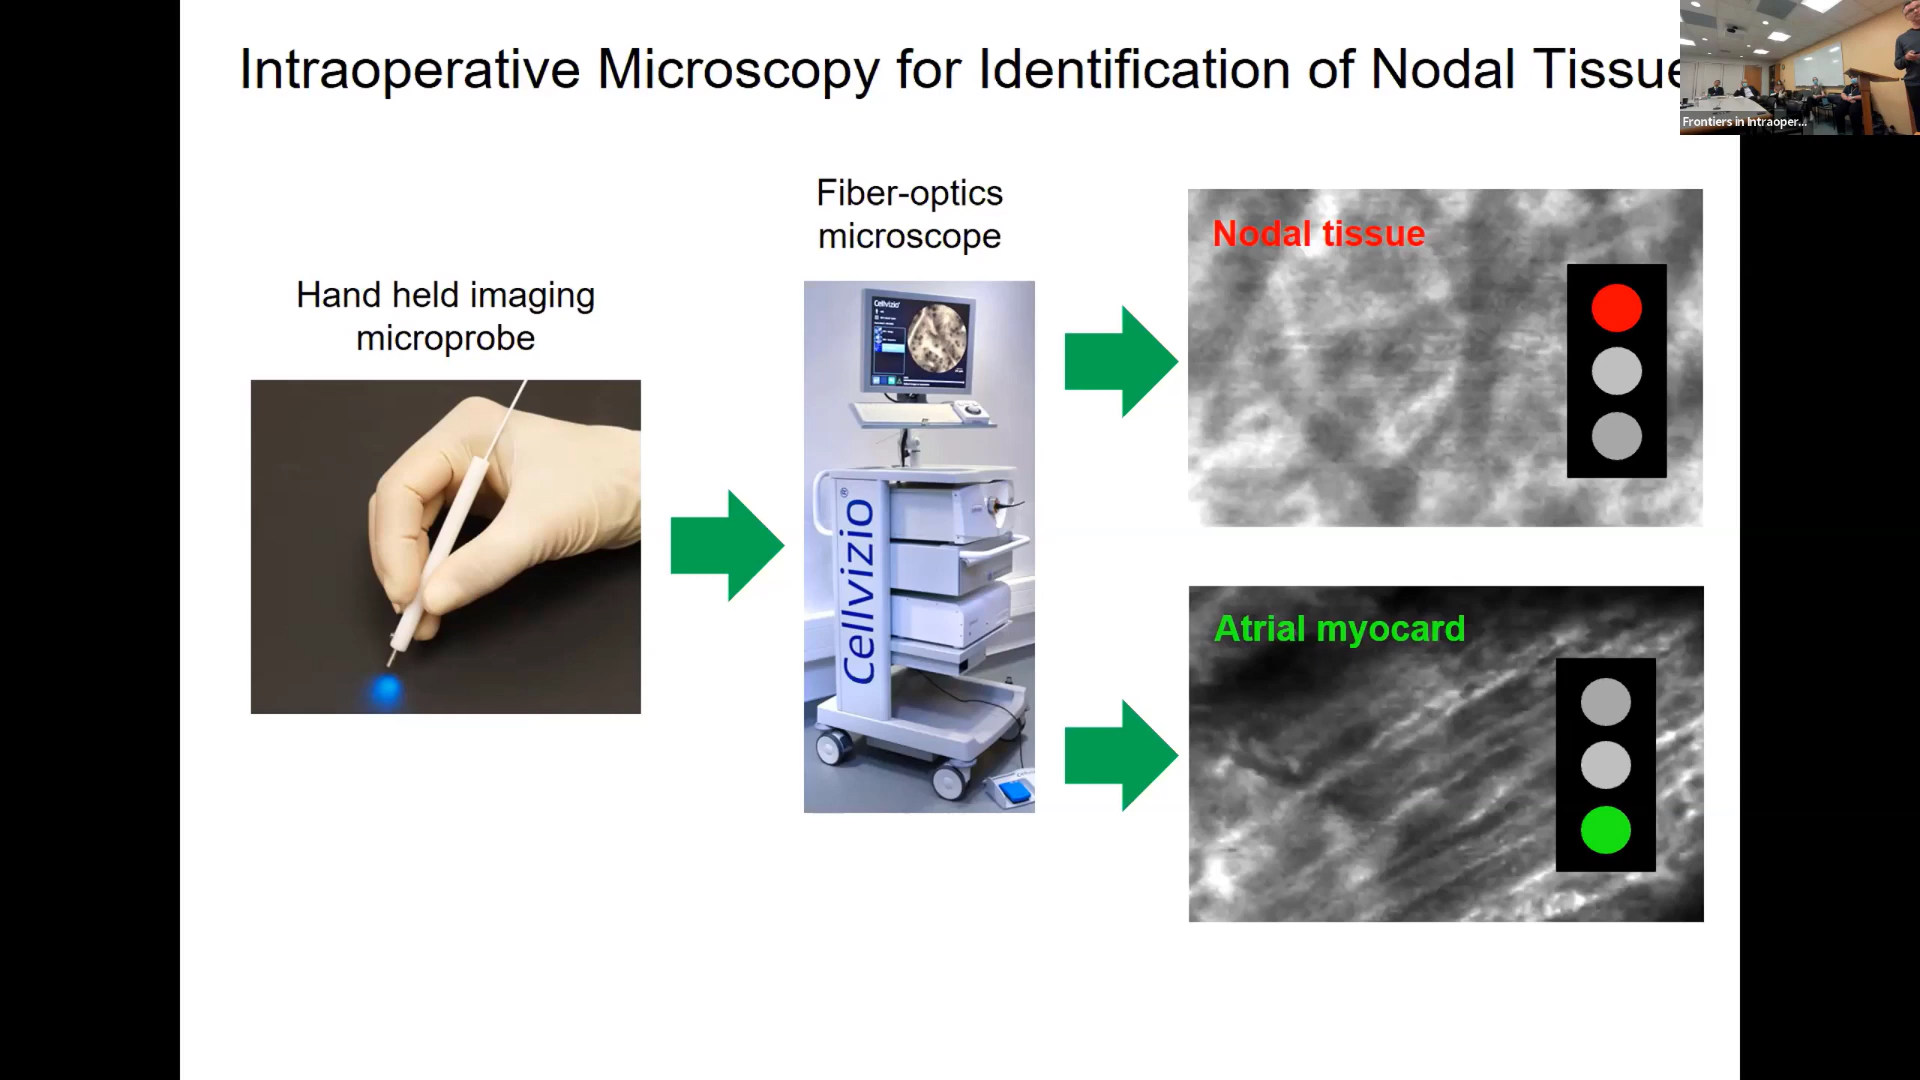 Intraoperative Microscopy for Identification of Nodal Tissue
Frontiers in Intraoper...
Fiber-optics
microscope
Hand held imaging
microprobe
Cellvizio
Cellvizio®
Nodal tissue
Atrial myocard